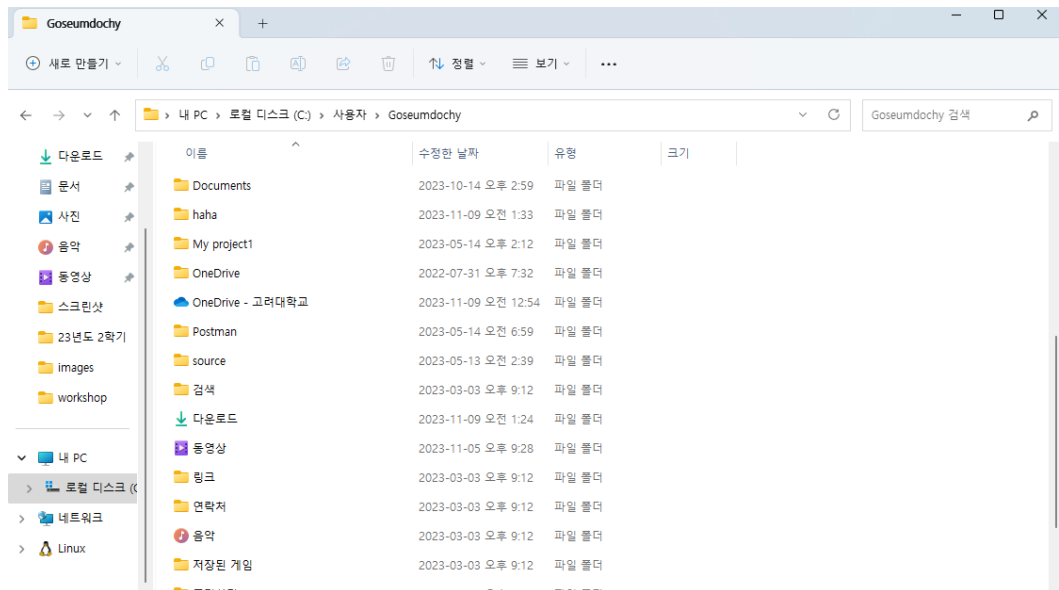 Goseumdochy
새로 만들기 정렬 보기
내 PC 로컬 디스크 (C:) 사용자 Goseumdochy Goseumdochy 검색
다운로드
문서
사진
음악
동영상
스크린샷
23년도 2학기
images
workshop
내 PC
로컬 디스크 (C
네트워크
Linux
이름 수정한 날짜 유형 크기
Documents 2023-10-14 오후 2:59 파일 폴더
haha 2023-11-09 오전 1:33 파일 폴더
My project1 2023-05-14 오후 2:12 파일 폴더
OneDrive 2022-07-31 오후 7:32 파일 폴더
OneDrive - 고려대학교 2023-11-09 오전 12:54 파일 폴더
Postman 2023-05-14 오전 6:59 파일 폴더
source 2023-05-13 오전 2:39 파일 폴더
검색 2023-03-03 오후 9:12 파일 폴더
다운로드 2023-11-09 오전 1:24 파일 폴더
동영상 2023-11-05 오후 9:28 파일 폴더
링크 2023-03-03 오후 9:12 파일 폴더
연락처 2023-03-03 오후 9:12 파일 폴더
음악 2023-03-03 오후 9:12 파일 폴더
저장된 게임 2023-03-03 오후 9:12 파일 폴더